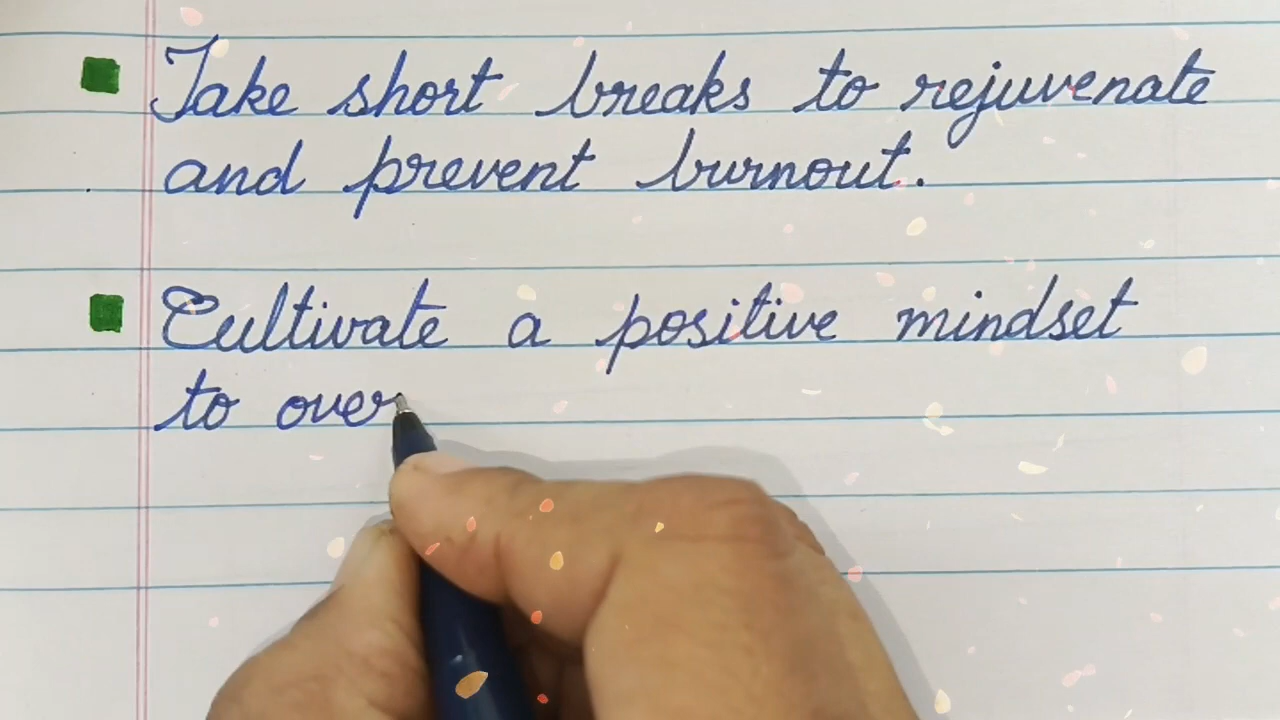 Take short breaks to rejuvenate
and prevent burnout.
Cultivate a positive mindset
to over